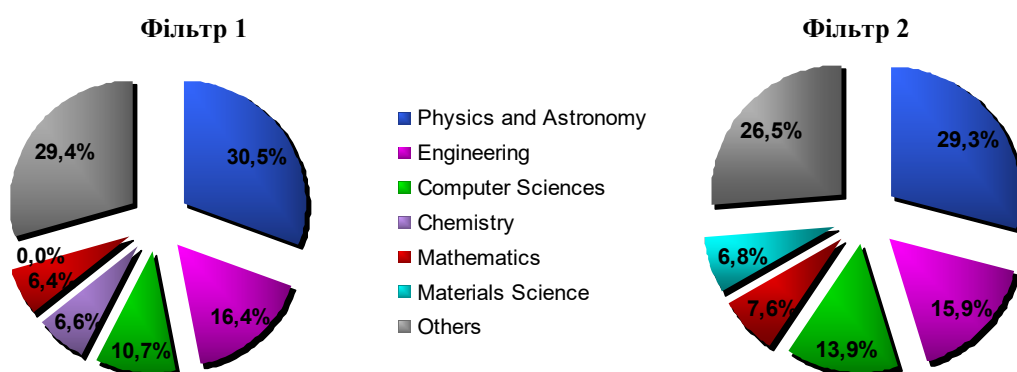 Фільтр 1
29,4%
30,5%
0,0%
6,4%
6,6%
10,7%
16,4%
Physics and Astronomy
Engineering
Computer Sciences
Chemistry
Mathematics
Materials Science
Others
Фільтр 2
26,5%
29,3%
6,8%
7,6%
13,9%
15,9%